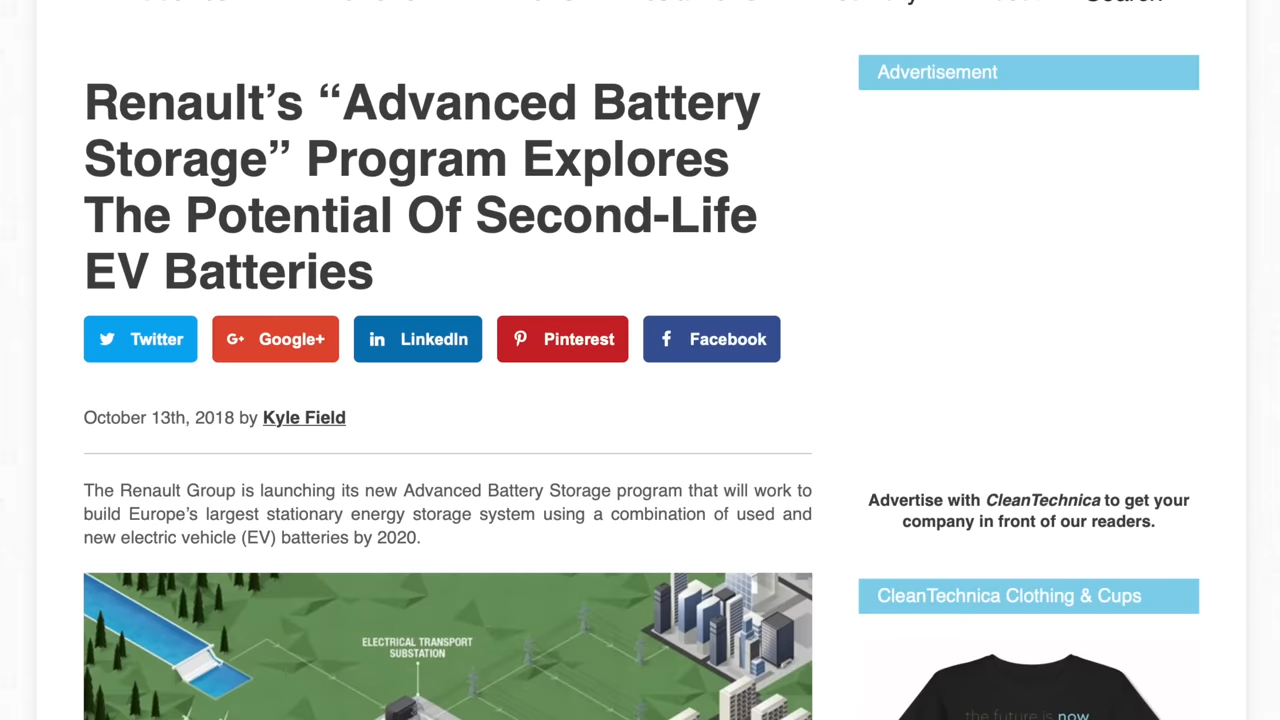 Renault’s “Advanced Battery
Storage” Program Explores
The Potential Of Second-Life
EV Batteries
Twitter
Google+
LinkedIn
Pinterest
Facebook
October 13th, 2018 by Kyle Field
The Renault Group is launching its new Advanced Battery Storage program that will work to
build Europe’s largest stationary energy storage system using a combination of used and
new electric vehicle (EV) batteries by 2020.
ELECTRICAL TRANSPORT
SUBSTATION
Advertisement
Advertise with CleanTechnica to get your
company in front of our readers.
CleanTechnica Clothing & Cups
the future is now